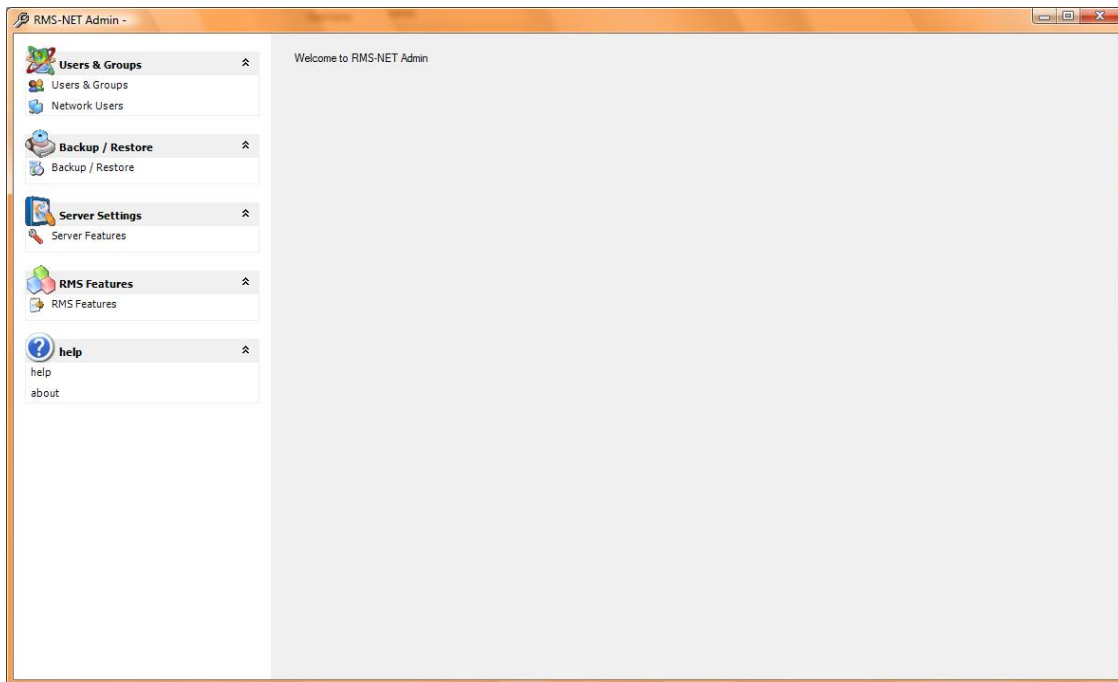 RMS-NET Admin -
Users & Groups
Users & Groups
Network Users
Backup / Restore
Backup / Restore
Server Settings
Server Features
RMS Features
RMS Features
help
help
about
Welcome to RMS-NET Admin